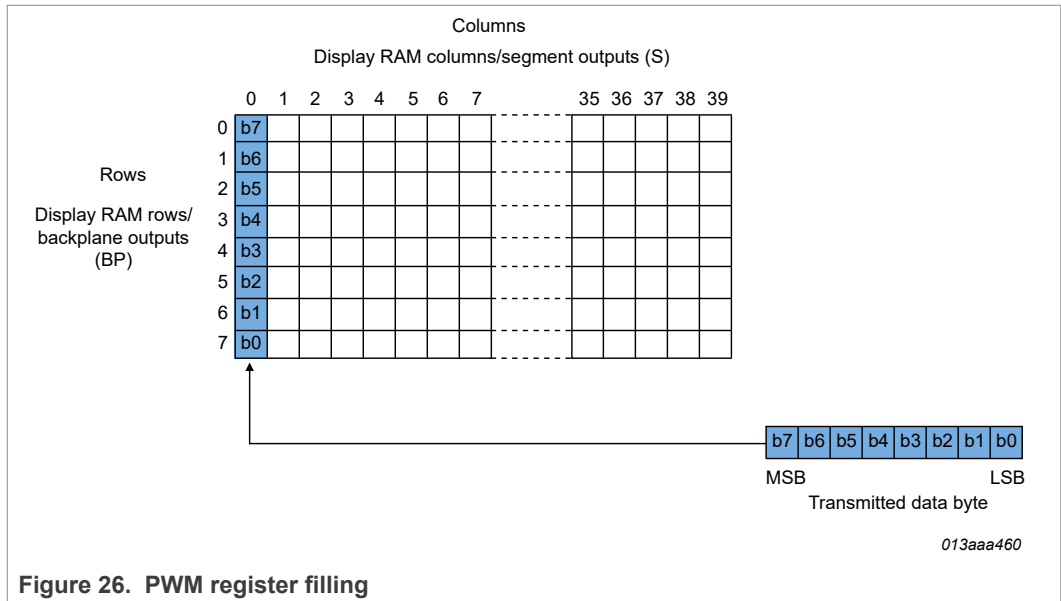 Columns
Display RAM columns/segment outputs (S)
0 1 2 3 4 5 6 7 35 36 37 38 39
0 b7
1 b6
Rows
2 b5
Display RAM rows/
3 b4
backplane outputs
4 b3
(BP)
5 b2
6 b1
7 b0
b7 b6 b5 b4 b3 b2 b1 b0
MSB LSB
Transmitted data byte
013aaa460
Figure 26. PWM register filling